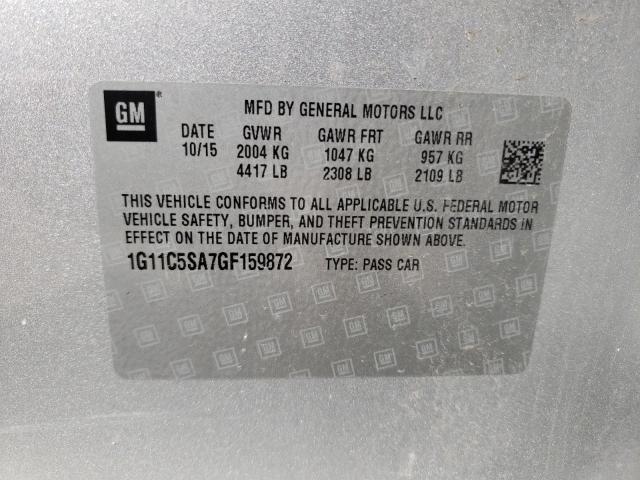 GM
MFD BY GENERAL MOTORS LLC
DATE GVWR GAWR FRT GAWR RR
10/15 2004 KG 1047 KG 957 KG
4417 LB 2308 LB 2109 LB
THIS VEHICLE CONFORMS TO ALL APPLICABLE U.S. FEDERAL MOTOR
VEHICLE SAFETY, BUMPER, AND THEFT PREVENTION STANDARDS IN
EFFECT ON THE DATE OF MANUFACTURE SHOWN ABOVE.
1G11C5SA7GF159872 TYPE: PASS CAR